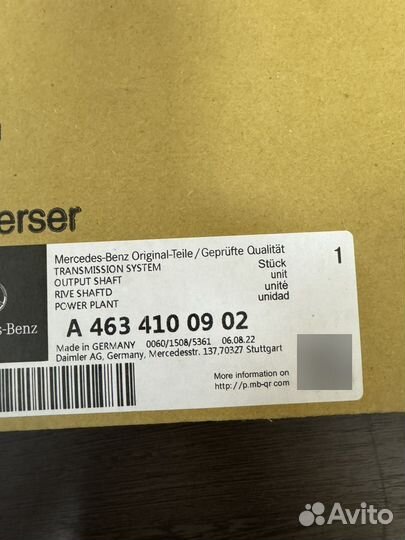 erser
Mercedes-Benz Original-Teile/Geprüfte Qualität
1
TRANSMISSION SYSTEM
OUTPUT SHAFT
RIVE SHAFTD
POWER PLANT
Stück
unit
unité
unidad
s-Benz
A 463 410 09 02
Made in GERMANY 0060/1508/5361 06.08.22
Daimler AG, Germany, Mercedesstr. 137,70327 Stuttgart
More information on
http://p.mb-qr.com
Avito